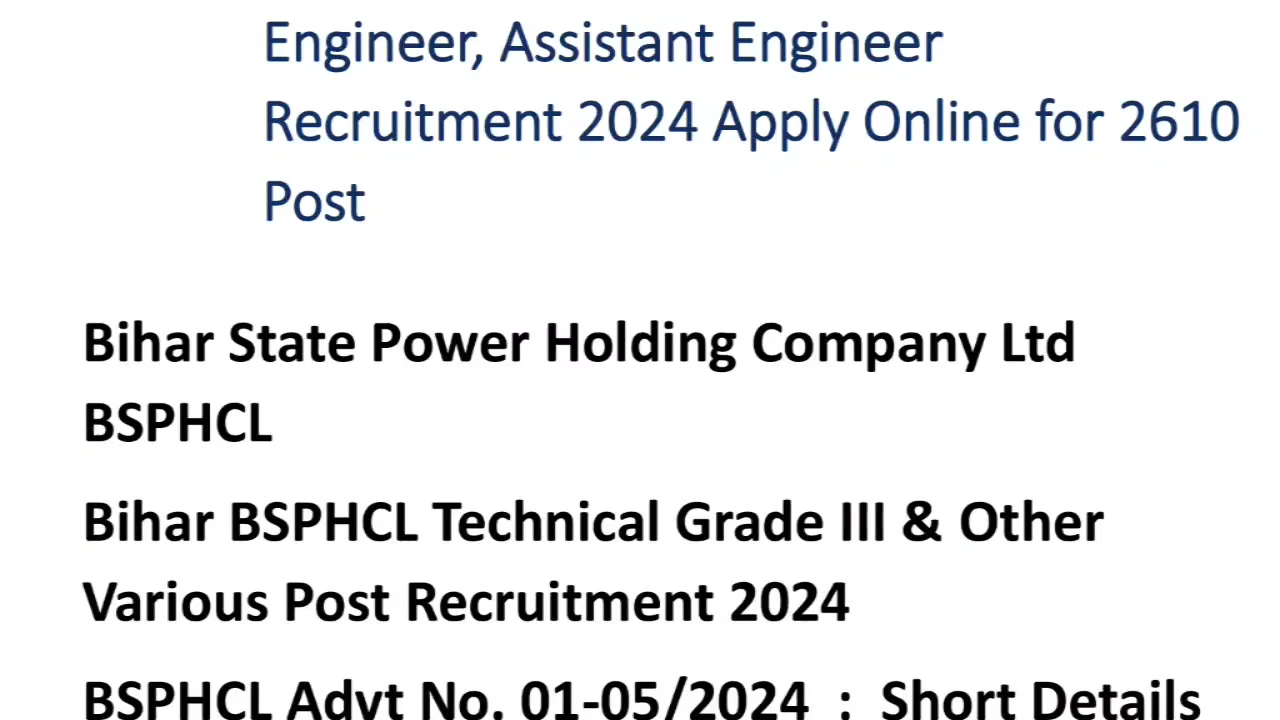 Engineer, Assistant Engineer
Recruitment 2024 Apply Online for 2610
Post
Bihar State Power Holding Company Ltd
BSPHCL
Bihar BSPHCL Technical Grade III & Other
Various Post Recruitment 2024
BSPHCL Advt No. 01-05/2024 : Short Details